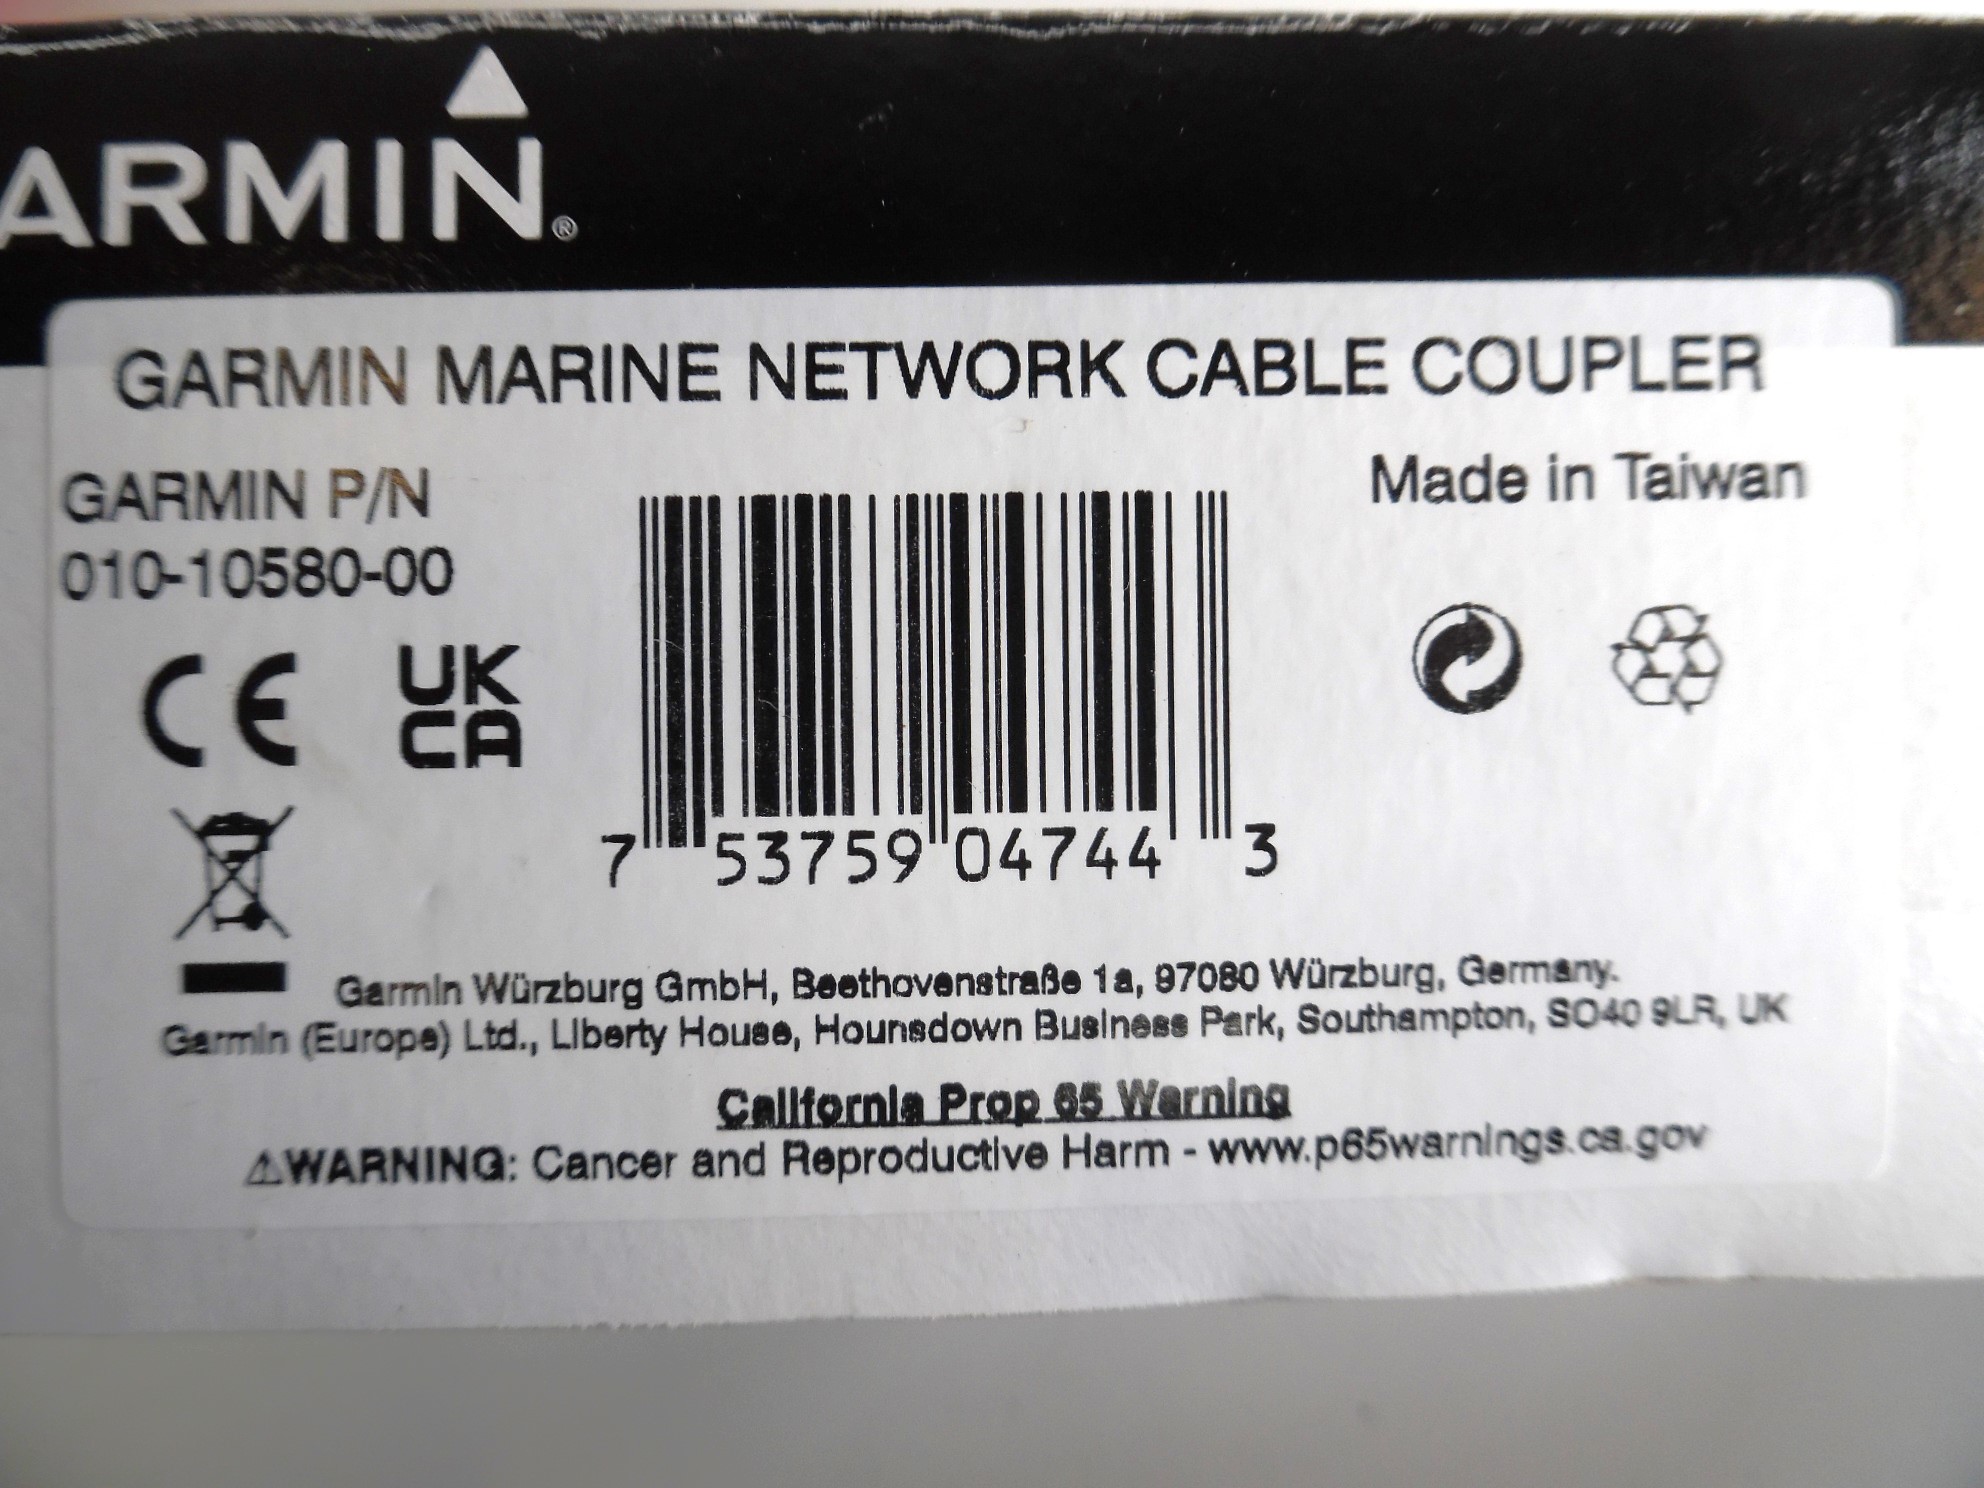 ARMIN®
GARMIN MARINE NETWORK CABLE COUPLER
GARMIN P/N
010-10580-00
Made in Taiwan
CE
UK
CA
7 53759 04744 3
Garmin Würzburg GmbH, Beethovenstraße 1a, 97080 Würzburg, Germany.
Garmin (Europe) Ltd., Liberty House, Hounsdown Business Park, Southampton, SO40 9LR, UK
California Prop 65 Warning
⚠WARNING: Cancer and Reproductive Harm - www.p65warnings.ca.gov